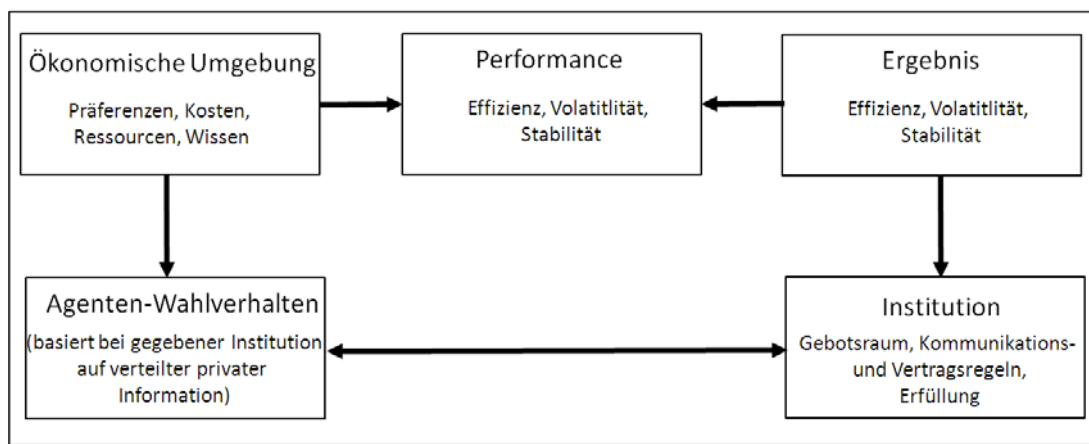 Ökonomische Umgebung
Präferenzen, Kosten,
Ressourcen, Wissen
Performance
Effizienz, Volatitlität,
Stabilität
Ergebnis
Effizienz, Volatitlität,
Stabilität
Agenten-Wahlverhalten
(basiert bei gegebener Institution
auf verteilter privater
Information)
Institution
Gebotsraum, Kommunikations-
und Vertragsregeln,
Erfüllung